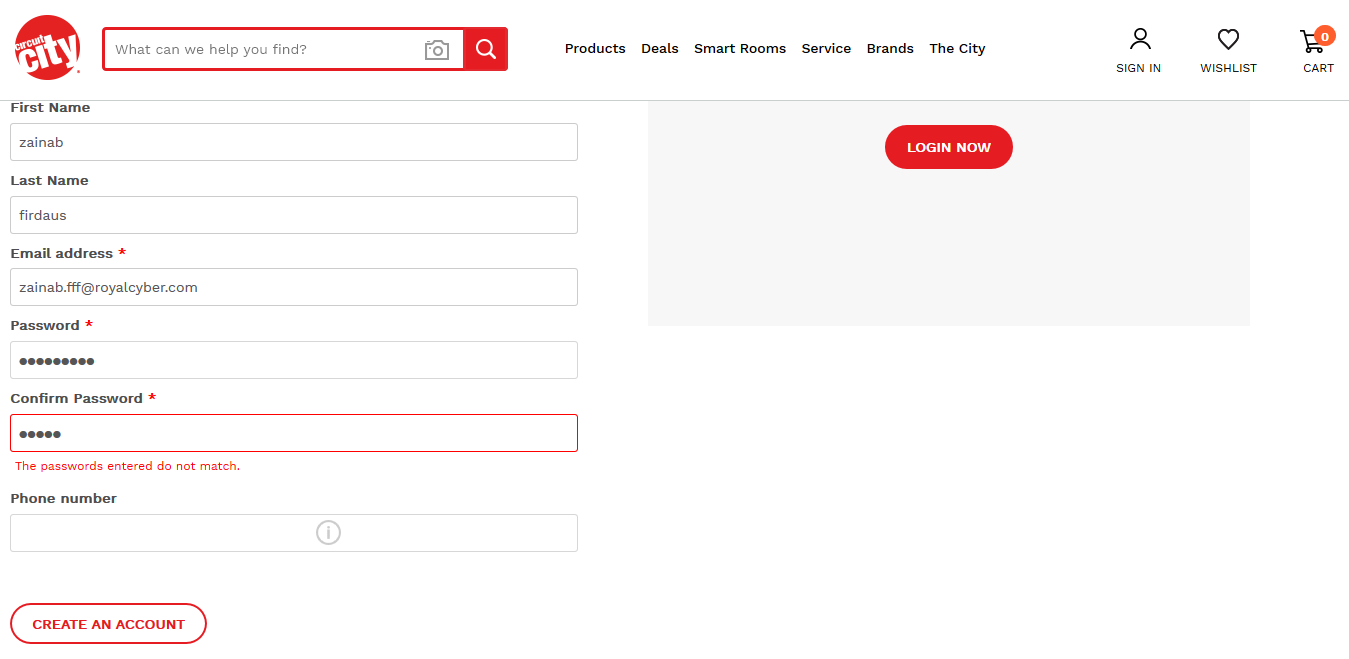 circuit
city
What can we help you find?
Products Deals Smart Rooms Service Brands The City
SIGN IN
WISHLIST
0
CART
First Name
zainab
Last Name
firdaus
Email address *
zainab.fff@royalcyber.com
Password *
●●●●●●●●●
Confirm Password *
●●●●●
The passwords entered do not match.
Phone number
i
CREATE AN ACCOUNT
LOGIN NOW